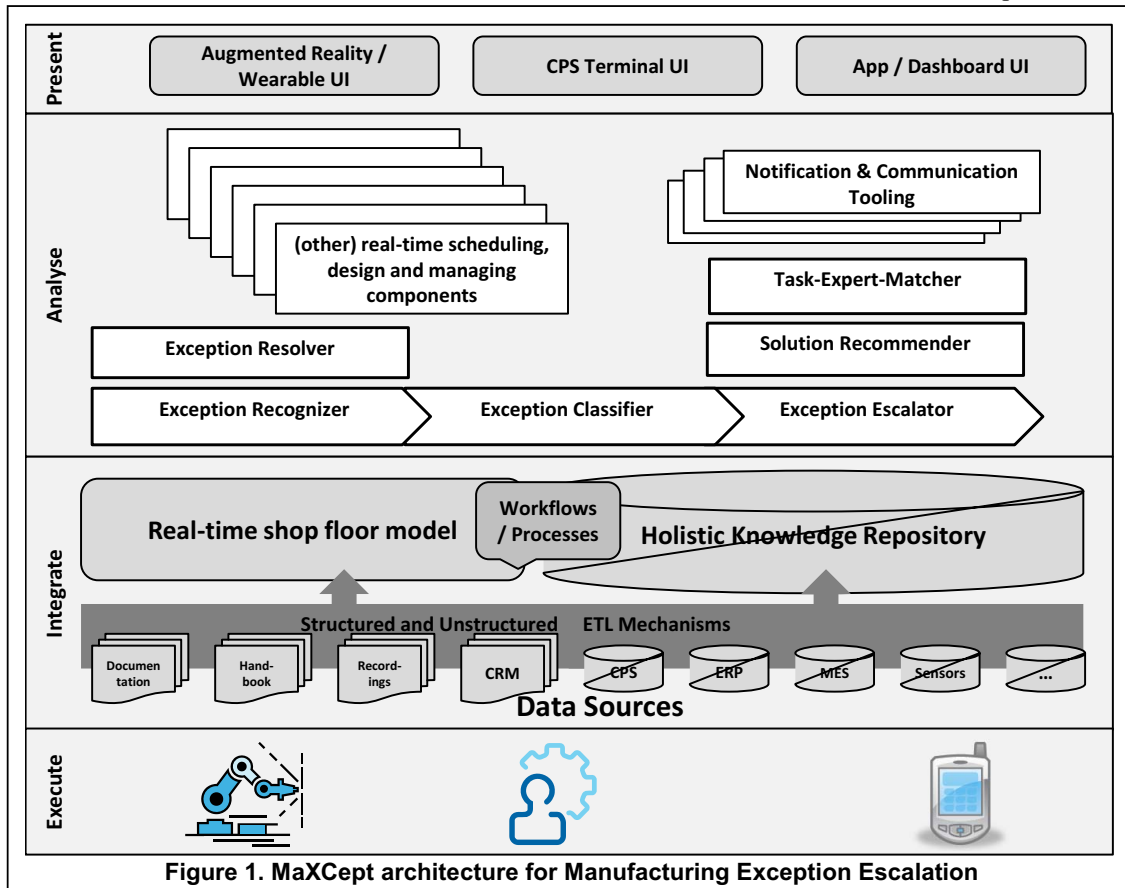 Present
Augmented Reality /
Wearable UI
CPS Terminal UI
App / Dashboard UI
Analyse
(other) real-time scheduling,
design and managing
components
Notification & Communication
Tooling
Task-Expert-Matcher
Exception Resolver
Solution Recommender
Exception Recognizer
Exception Classifier
Exception Escalator
Integrate
Real-time shop floor model
Workflows
/ Processes
Holistic Knowledge Repository
Structured and Unstructured ETL Mechanisms
Documen
tation
Hand-
book
Record-
ings
CRM
CPS
ERP
MES
Sensors
...
Data Sources
Execute
Figure 1. MaXCept architecture for Manufacturing Exception Escalation